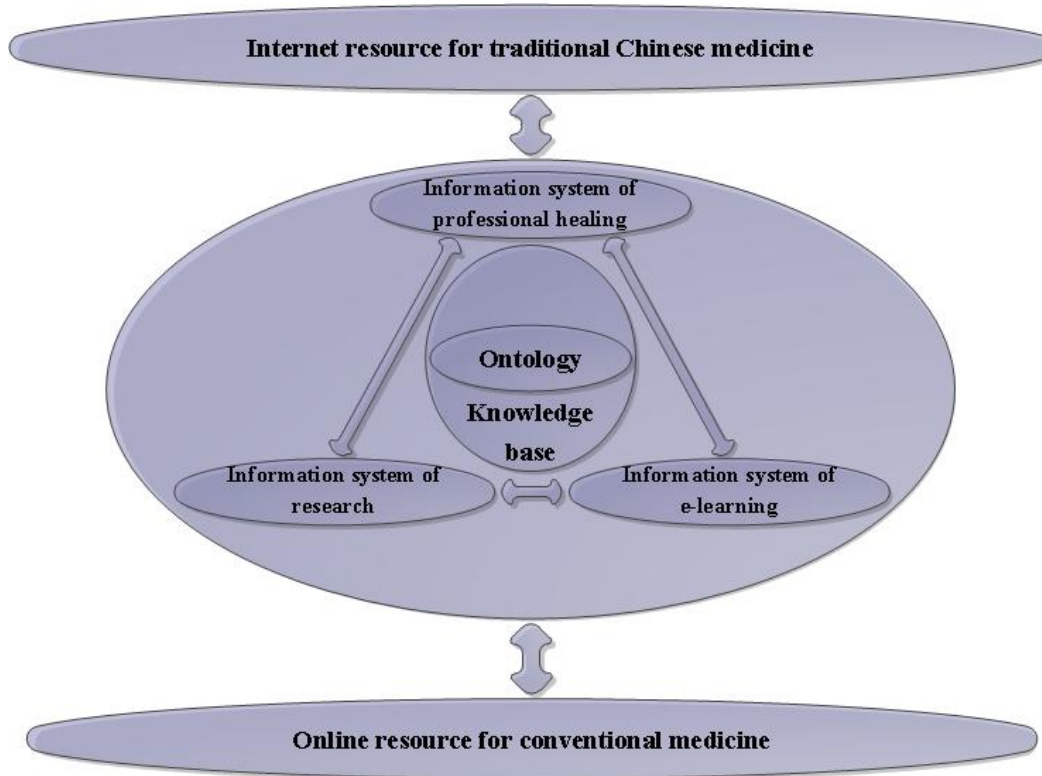 Internet resource for traditional Chinese medicine
Information system of
professional healing
Ontology
Knowledge
base
Information system of
research
Information system of
e-learning
Online resource for conventional medicine